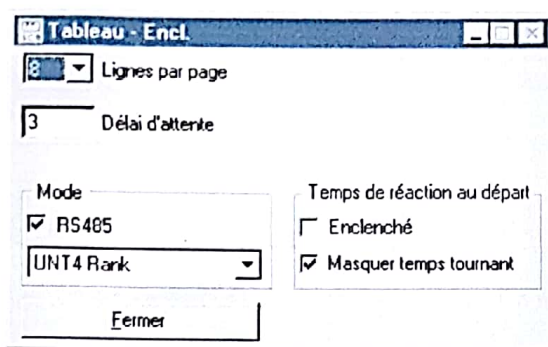 Tableau - Encl.
8 Lignes par page
3 Délai d'attente
Mode
RS485
UNT4 Rank
Temps de réaction au départ
Enclenché
Masquer temps tournant
Fermer